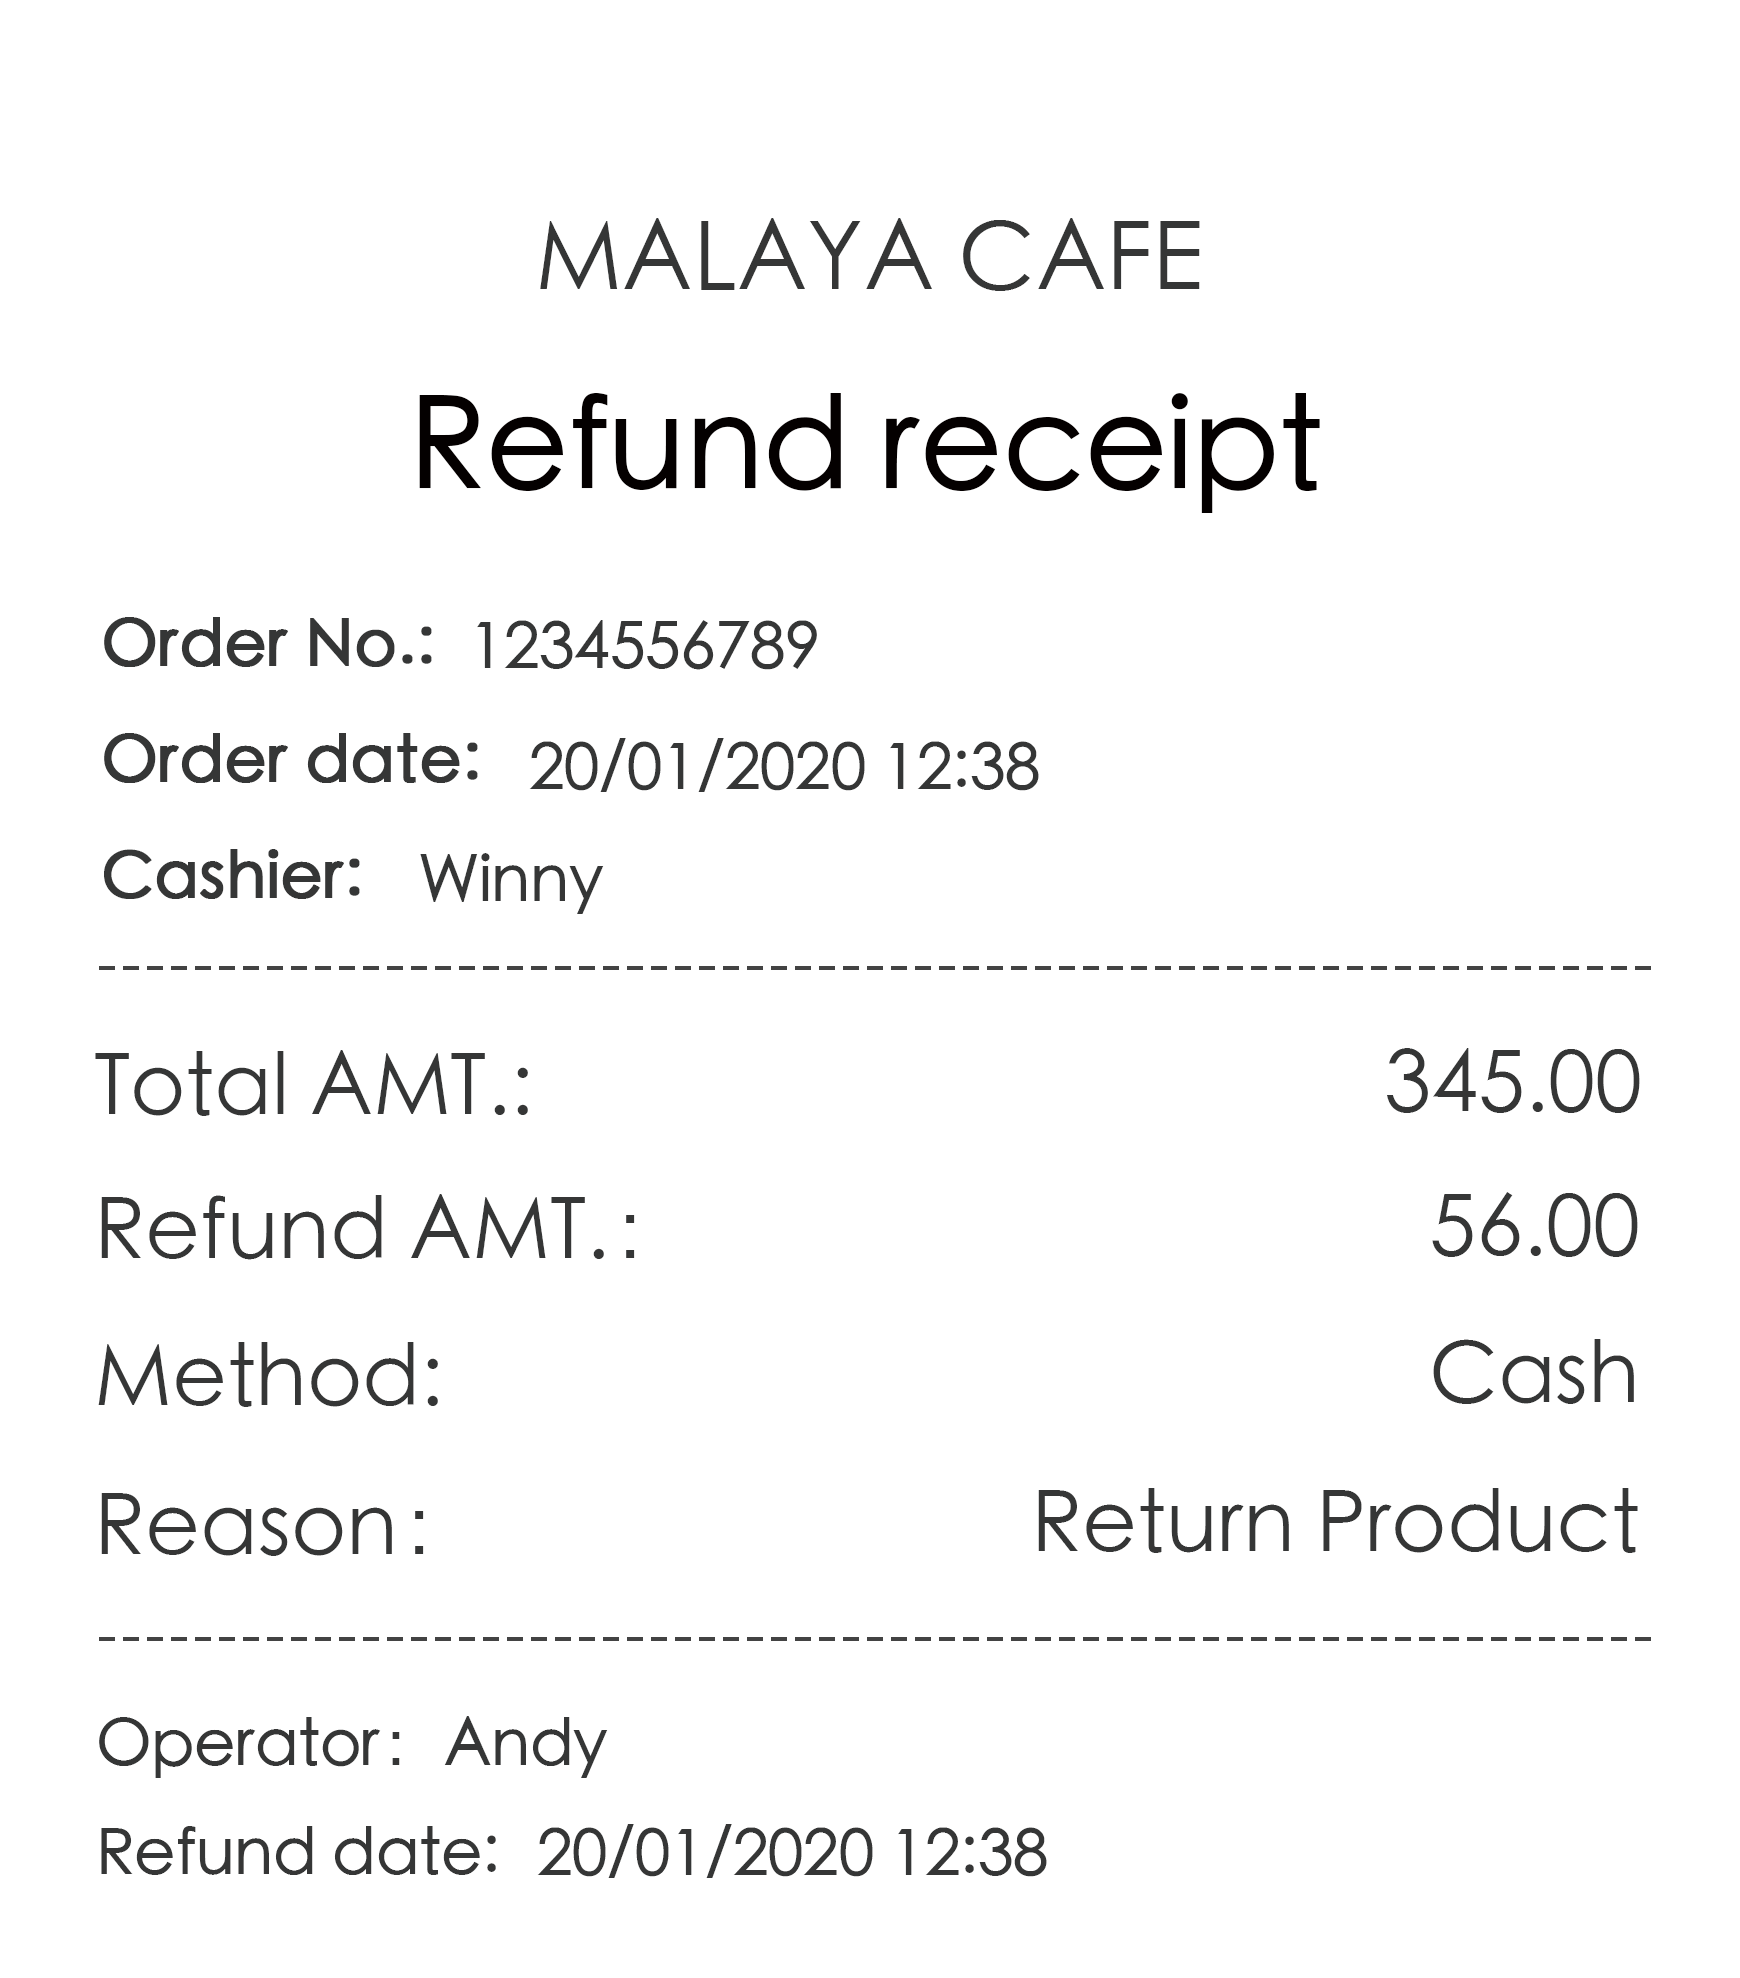 MALAYA CAFE
Refund receipt
Order No.: 1234556789
Order date: 20/01/2020 12:38
Cashier: Winny
Total AMT.: 345.00
Refund AMT. : 56.00
Method: Cash
Reason : Return Product
Operator : Andy
Refund date: 20/01/2020 12:38